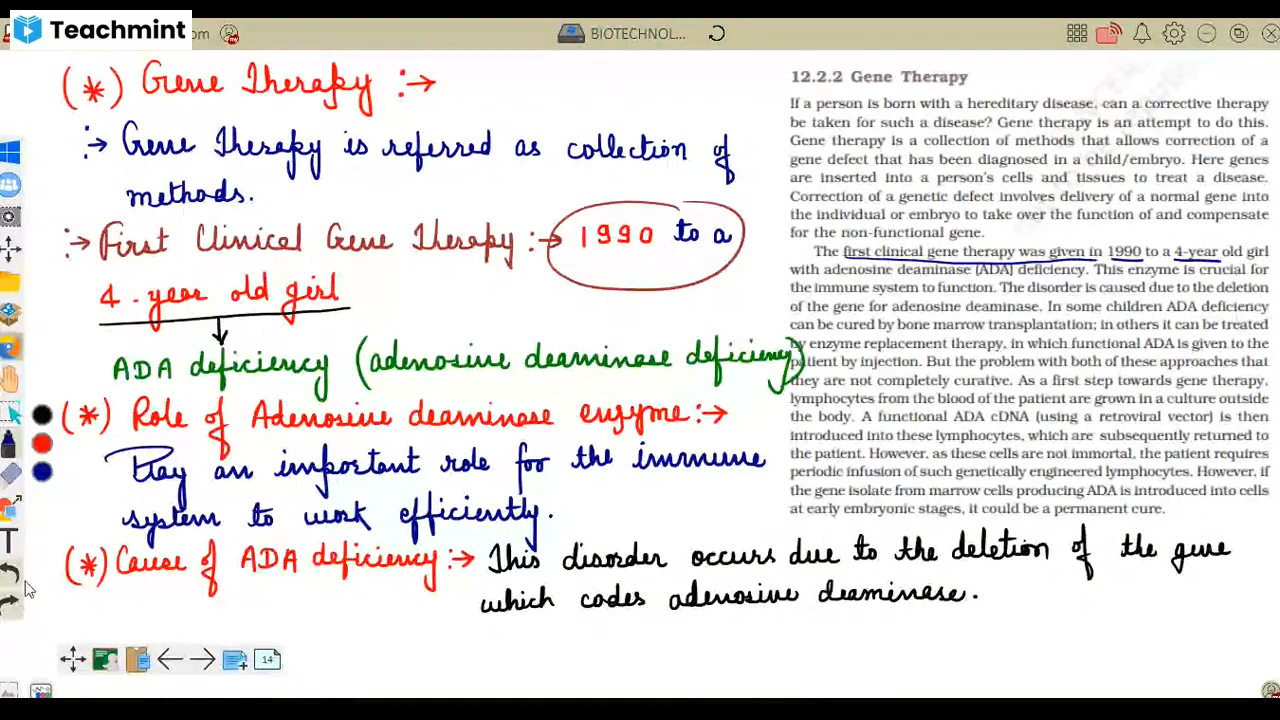 Teachmint
om
BIOTECHNOL...
(*) Gene Therapy :→
:→ Gene Therapy is referred as collection of
methods.
:→ First Clinical Gene Therapy :→ 1990 to a
4-year old girl
ADA deficiency (adenosine deaminase deficiency)
(*) Role of Adenosine deaminase enzyme:→
Play an important role for the immune
system to work efficiently.
(*) Cause of ADA deficiency:→ This disorder occurs due to the deletion of the gene
which codes adenosive deaminase.
14
12.2.2 Gene Therapy
If a person is born with a hereditary disease, can a corrective therapy
be taken for such a disease? Gene therapy is an attempt to do this.
Gene therapy is a collection of methods that allows correction of a
gene defect that has been diagnosed in a child/embryo. Here genes
are inserted into a person's cells and tissues to treat a disease.
Correction of a genetic defect involves delivery of a normal gene into
the individual or embryo to take over the function of and compensate
for the non-functional gene.
The first clinical gene therapy was given in 1990 to a 4-year old girl
with adenosine deaminase (ADA) deficiency. This enzyme is crucial for
the immune system to function. The disorder is caused due to the deletion
of the gene for adenosine deaminase. In some children ADA deficiency
can be cured by bone marrow transplantation; in others it can be treated
by enzyme replacement therapy, in which functional ADA is given to the
patient by injection. But the problem with both of these approaches that
they are not completely curative. As a first step towards gene therapy,
lymphocytes from the blood of the patient are grown in a culture outside
the body. A functional ADA cDNA (using a retroviral vector) is then
introduced into these lymphocytes, which are subsequently returned to
the patient. However, as these cells are not immortal, the patient requires
periodic infusion of such genetically engineered lymphocytes. However, if
the gene isolate from marrow cells producing ADA is introduced into cells
at early embryonic stages, it could be a permanent cure.